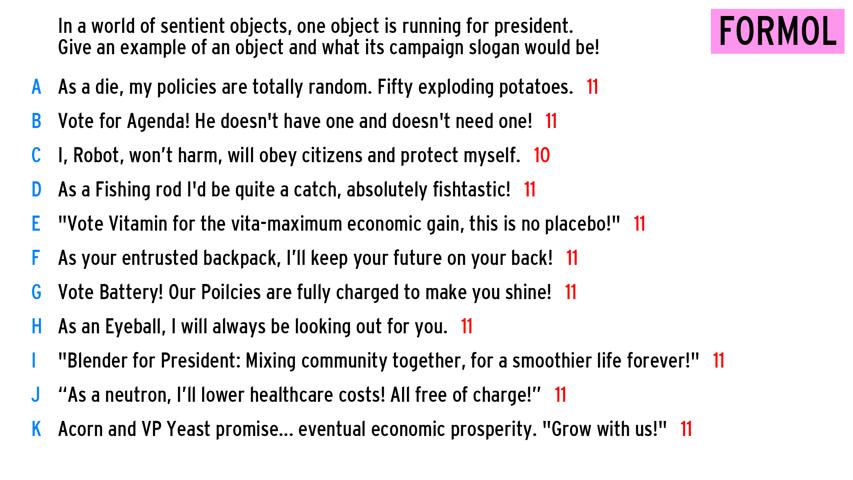 In a world of sentient objects, one object is running for president.
Give an example of an object and what its campaign slogan would be!
FORMOL
A As a die, my policies are totally random. Fifty exploding potatoes. 11
B Vote for Agenda! He doesn't have one and doesn't need one! 11
C I, Robot, won’t harm, will obey citizens and protect myself. 10
D As a Fishing rod I'd be quite a catch, absolutely fishtastic! 11
E "Vote Vitamin for the vita-maximum economic gain, this is no placebo!" 11
F As your entrusted backpack, I’ll keep your future on your back! 11
G Vote Battery! Our Poilcies are fully charged to make you shine! 11
H As an Eyeball, I will always be looking out for you. 11
I "Blender for President: Mixing community together, for a smoothier life forever!" 11
J “As a neutron, I’ll lower healthcare costs! All free of charge!” 11
K Acorn and VP Yeast promise... eventual economic prosperity. "Grow with us!" 11